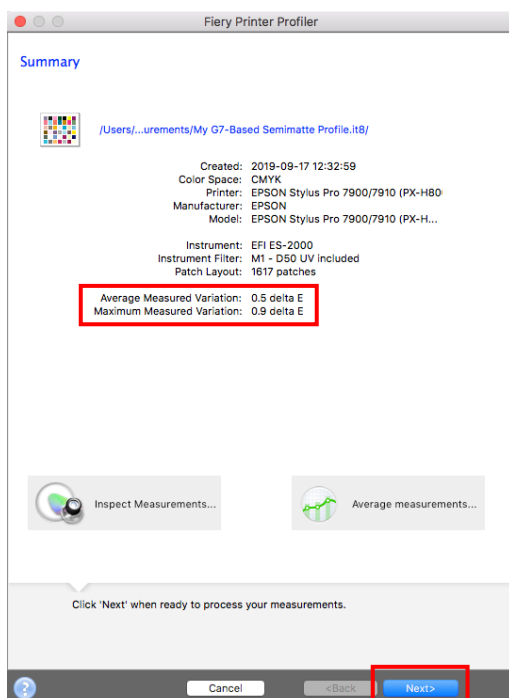 Fiery Printer Profiler
Summary
/Users/...urements/My G7-Based Semimatte Profile.it8/
Created: 2019-09-17 12:32:59
Color Space: CMYK
Printer: EPSON Stylus Pro 7900/7910 (PX-H80
Manufacturer: EPSON
Model: EPSON Stylus Pro 7900/7910 (PX-H...
Instrument: EFI ES-2000
Instrument Filter: M1 - D50 UV included
Patch Layout: 1617 patches
Average Measured Variation: 0.5 delta E
Maximum Measured Variation: 0.9 delta E
Inspect Measurements... Average measurements...
Click 'Next' when ready to process your measurements.
? Cancel <Back Next>